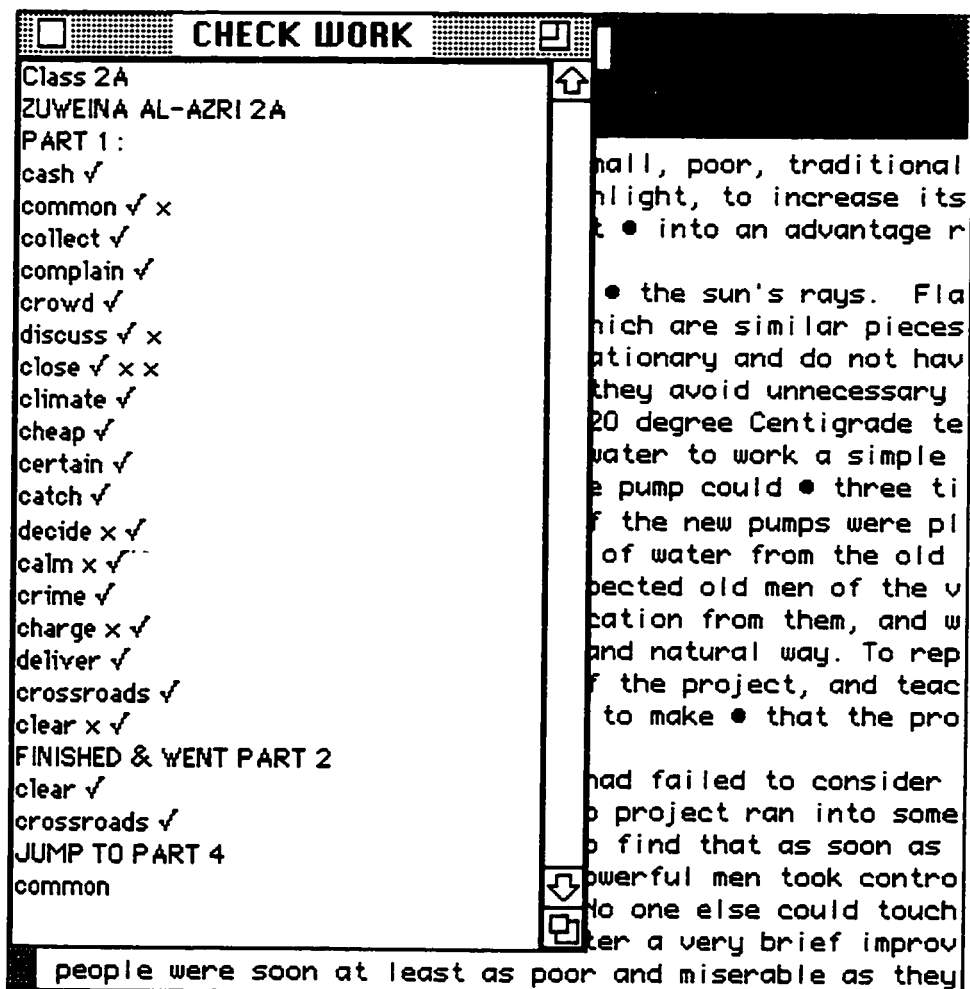 CHECK WORK
Class 2A
ZUWEINA AL-AZRI 2A
PART 1 :
cash √
common √ ×
collect √
complain √
crowd √
discuss √ ×
close √ × ×
climate √
cheap √
certain √
catch √
decide × √
calm × √
crime √
charge × √
deliver √
crossroads √
clear × √
FINISHED & WENT PART 2
clear √
crossroads √
JUMP TO PART 4
common
mall, poor, traditional
nlight, to increase its
t ● into an advantage r
● the sun's rays. Fla
hich are similar pieces
ationary and do not hav
they avoid unnecessary
20 degree Centigrade te
water to work a simple
e pump could ● three ti
f the new pumps were pl
of water from the old
pected old men of the v
cation from them, and w
and natural way. To rep
f the project, and teac
to make ● that the pro
had failed to consider
o project ran into some
o find that as soon as
owerful men took contro
No one else could touch
ter a very brief improv
people were soon at least as poor and miserable as they